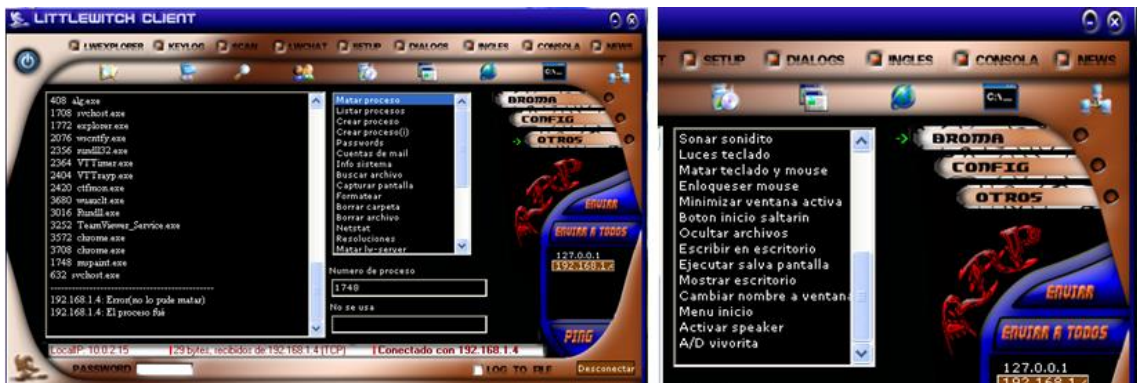 LITTLEWITCH CLIENT
LWEXPLORER KEYLOG SCAN LWCHAT SETUP DIALOGS INGLES CONSOLA NEWS
C:\...
408 alg.exe
1708 svchost.exe
1772 explorer.exe
2076 wscntfy.exe
2356 rundll32.exe
2364 VTTimer.exe
2404 VTTrayp.exe
2420 ctfmon.exe
3680 wuauclt.exe
3016 Rundll.exe
3252 TeamViewer_Service.exe
3572 chrome.exe
3708 chrome.exe
1748 mspaint.exe
632 svchost.exe
192.168.1.4: Error(no lo pude matar)
192.168.1.4: El proceso fué
Matar proceso
Listar procesos
Crear proceso
Crear proceso(i)
Passwords
Cuentas de mail
Info sistema
Buscar archivo
Capturar pantalla
Formatear
Borrar carpeta
Borrar archivo
Netstat
Resoluciones
Matar lw-server
Numero de proceso
1748
No se usa
BROMA
CONFIG
OTROS
ENVIAR
ENVIAR A TODOS
127.0.0.1
192.168.1.4
PING
LocalIP: 10.0.2.15 29 bytes, recibidos de:192.168.1.4 (TCP) Conectado con 192.168.1.4
PASSWORD LOG TO FILE Desconectar
SETUP DIALOGS INGLES CONSOLA NEWS
C:\...
Sonar sonidito
Luces teclado
Matar teclado y mouse
Enloqueser mouse
Minimizar ventana activa
Boton inicio saltarin
Ocultar archivos
Escribir en escritorio
Ejecutar salva pantalla
Mostrar escritorio
Cambiar nombre a ventana
Menu inicio
Activar speaker
A/D vivorita
BROMA
CONFIG
OTROS
ENVIAR
ENVIAR A TODOS
127.0.0.1